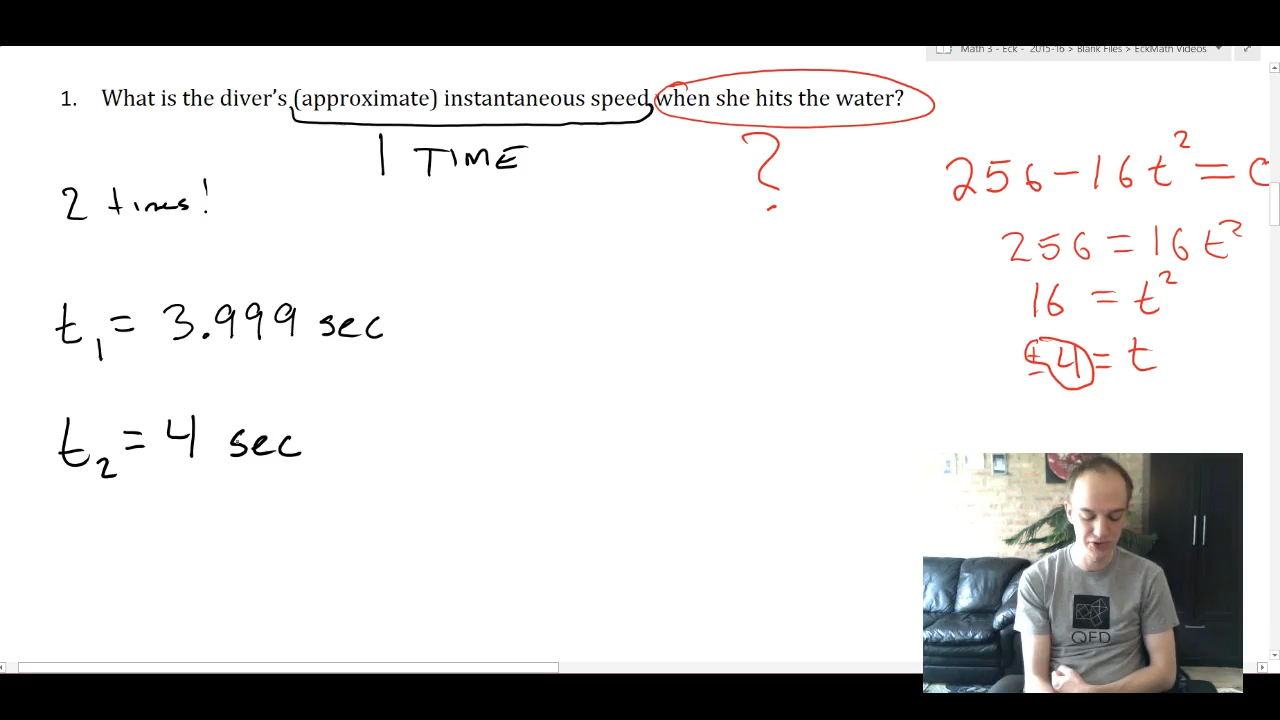 Math 3 - Eck - 2015-16 > Blank Files > EckMath Videos
1. What is the diver's (approximate) instantaneous speed when she hits the water?
1 TIME
?
2 times!
256-16t²=0
256 = 16t²
16 = t²
±4 = t
t₁ = 3.999 sec
t₂ = 4 sec
QED